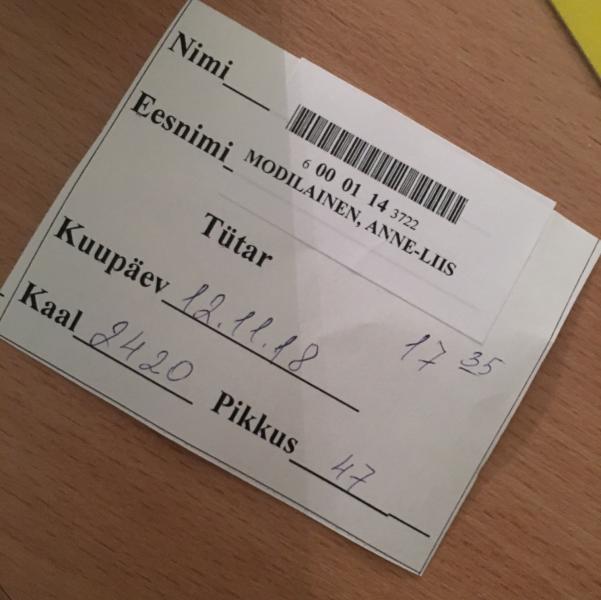 Nimi
6 00 01 14 3722
Eesnimi MODILAINEN, ANNE-LIIS
Tütar
Kuupäev 12.11.18 17 35
Kaal 2420 Pikkus 47